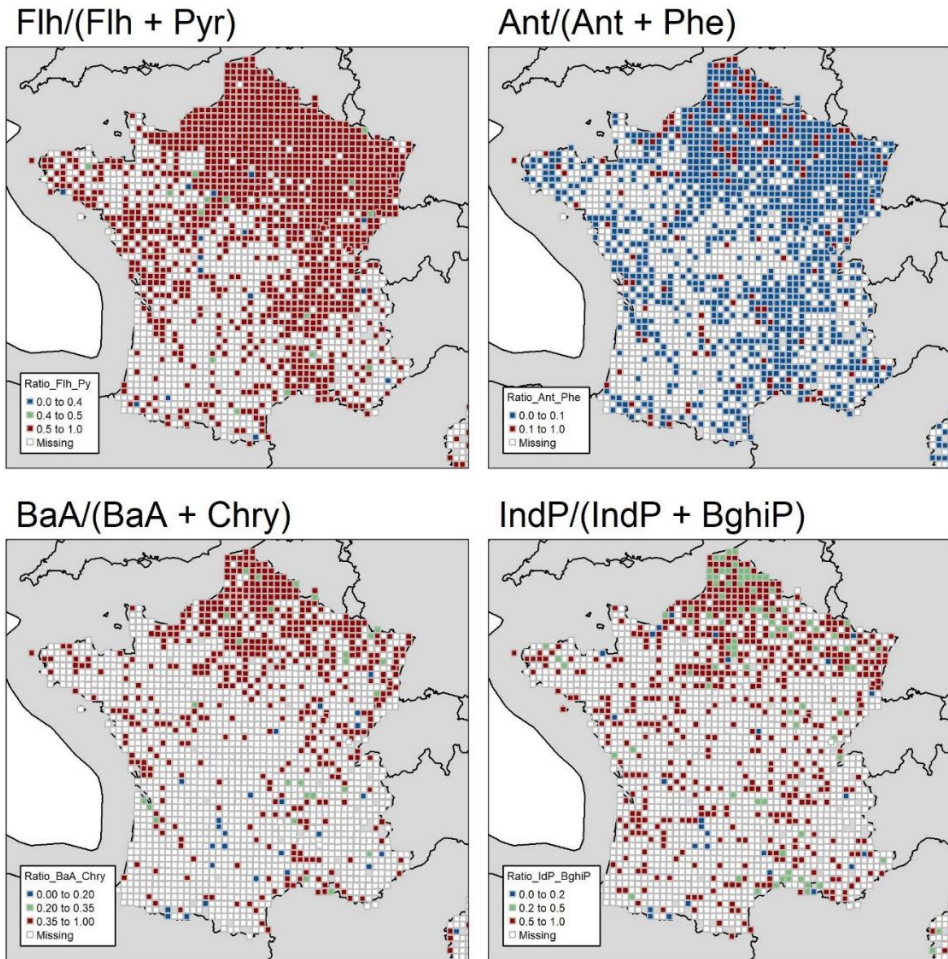 Flh/(Flh + Pyr)
Ant/(Ant + Phe)
Ratio_Flh_Py
0.0 to 0.4
0.4 to 0.5
0.5 to 1.0
Missing
Ratio_Ant_Phe
0.0 to 0.1
0.1 to 1.0
Missing
BaA/(BaA + Chry)
IndP/(IndP + BghiP)
Ratio_BaA_Chry
0.00 to 0.20
0.20 to 0.35
0.35 to 1.00
Missing
Ratio_IdP_BghiP
0.0 to 0.2
0.2 to 0.5
0.5 to 1.0
Missing